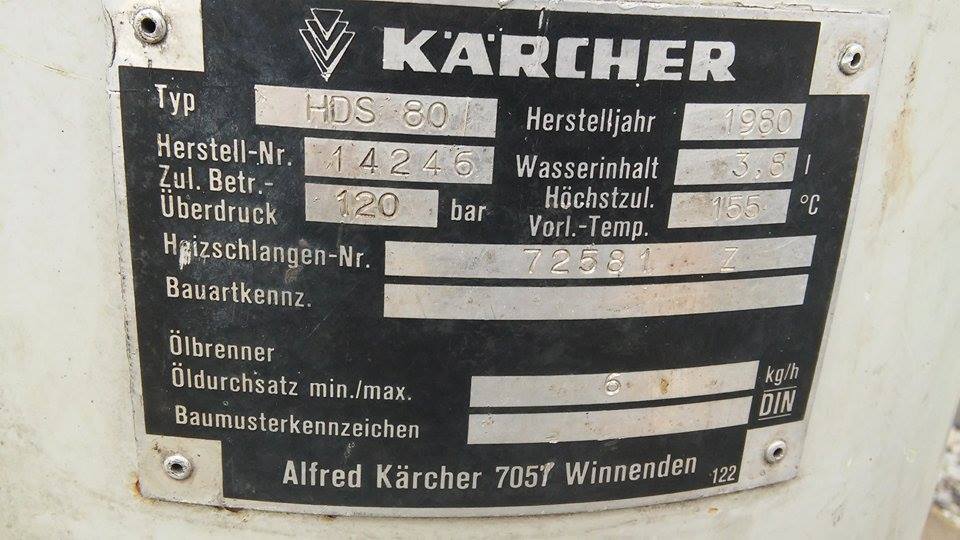 KÄRCHER
Typ HDS 80
Herstelljahr 1980
Herstell-Nr. 14246
Wasserinhalt 3,8 l
Zul. Betr.-
Überdruck 120 bar
Höchstzul.
Vorl.-Temp. 155 °C
Heizschlangen-Nr. 72581 Z
Bauartkennz.
Ölbrenner
Öldurchsatz min./max. 6 kg/h
Baumusterkennzeichen DIN
Alfred Kärcher 7057 Winnenden 122